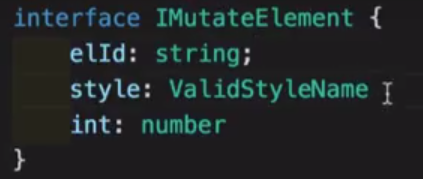 interface IMutateElement {
elId: string;
style: ValidStyleName
int: number
}